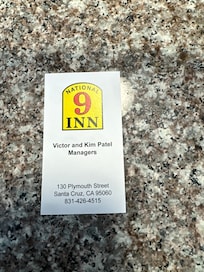 NATIONAL
9
INN
Victor and Kim Patel
Managers
130 Plymouth Street
Santa Cruz, CA 95060
831-426-4515